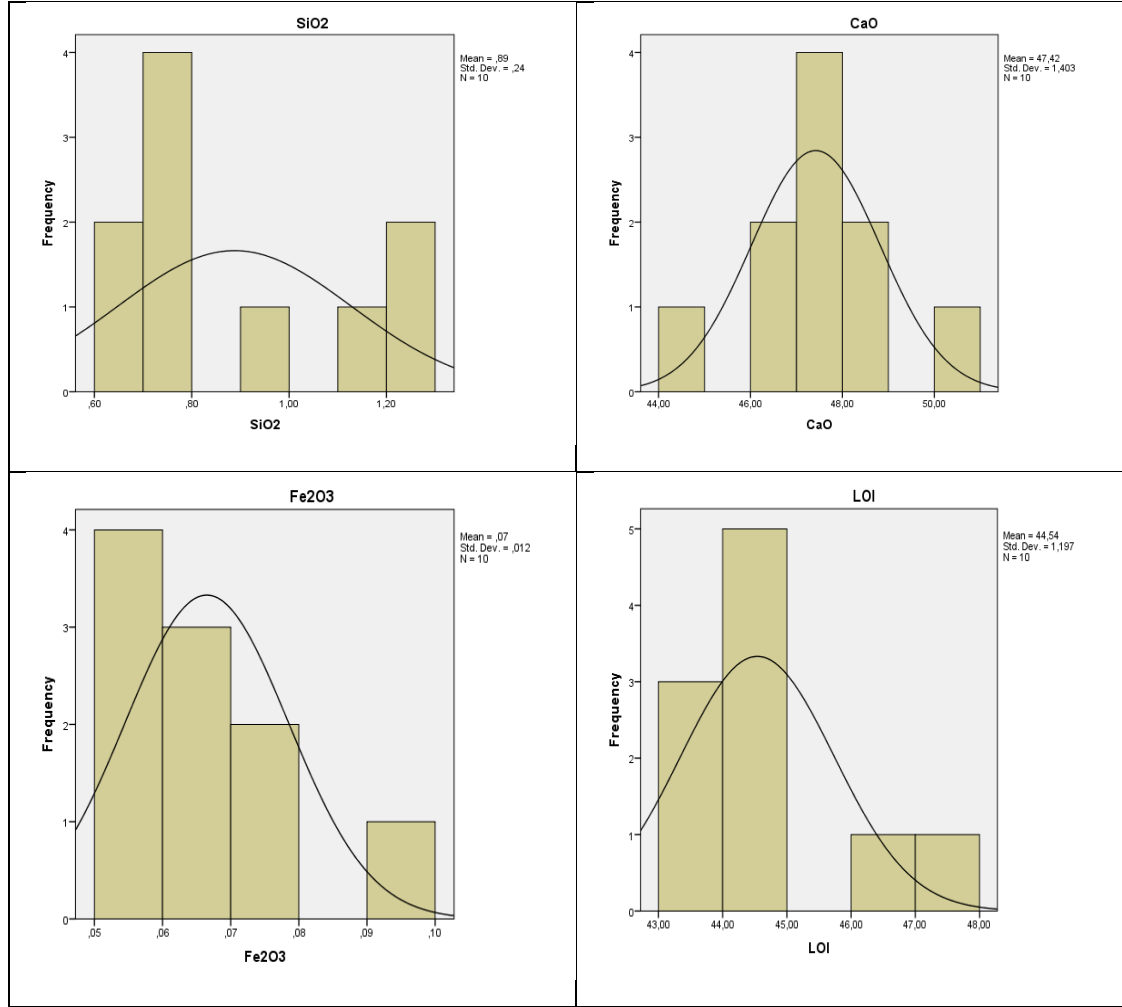 SiO2
Mean = ,89
Std. Dev. = ,24
N = 10
4
3
2
1
0
Frequency
,60 ,80 1,00 1,20
SiO2
CaO
Mean = 47,42
Std. Dev. = 1,403
N = 10
4
3
2
1
0
Frequency
44,00 46,00 48,00 50,00
CaO
Fe2O3
Mean = ,07
Std. Dev. = ,012
N = 10
4
3
2
1
0
Frequency
,05 ,06 ,07 ,08 ,09 ,10
Fe2O3
LOI
Mean = 44,54
Std. Dev. = 1,197
N = 10
5
4
3
2
1
0
Frequency
43,00 44,00 45,00 46,00 47,00 48,00
LOI